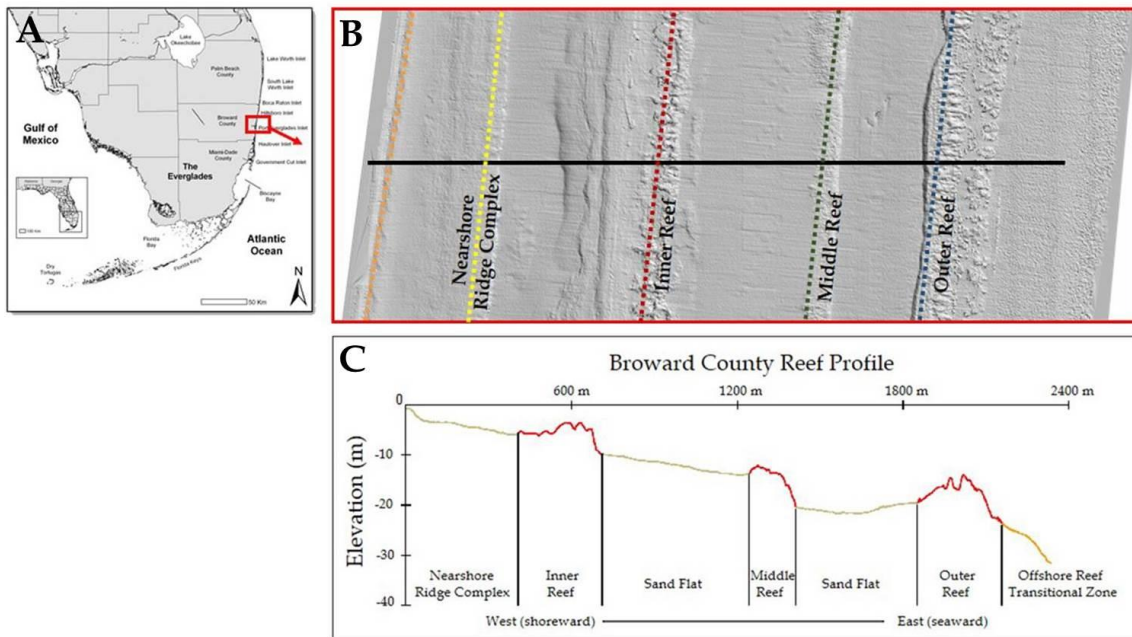 A
Lake
Okeechobee
Palm Beach
County
Lake Worth Inlet
South Lake
Worth Inlet
Boca Raton Inlet
Hillsboro Inlet
Broward
County
Port Everglades Inlet
Gulf of
Mexico
Haulover Inlet
Miami-Dade
County
Government Cut Inlet
The
Everglades
Biscayne
Bay
Florida
Bay
Atlantic
Ocean
Florida Keys
Dry
Tortugas
N
50 Km
B
Nearshore
Ridge Complex
Inner Reef
Middle Reef
Outer Reef
C
Broward County Reef Profile
0
600 m
1200 m
1800 m
2400 m
Elevation (m)
-10
-20
-30
-40
Nearshore
Ridge Complex
Inner
Reef
Sand Flat
Middle
Reef
Sand Flat
Outer
Reef
Offshore Reef
Transitional Zone
West (shoreward)
East (seaward)